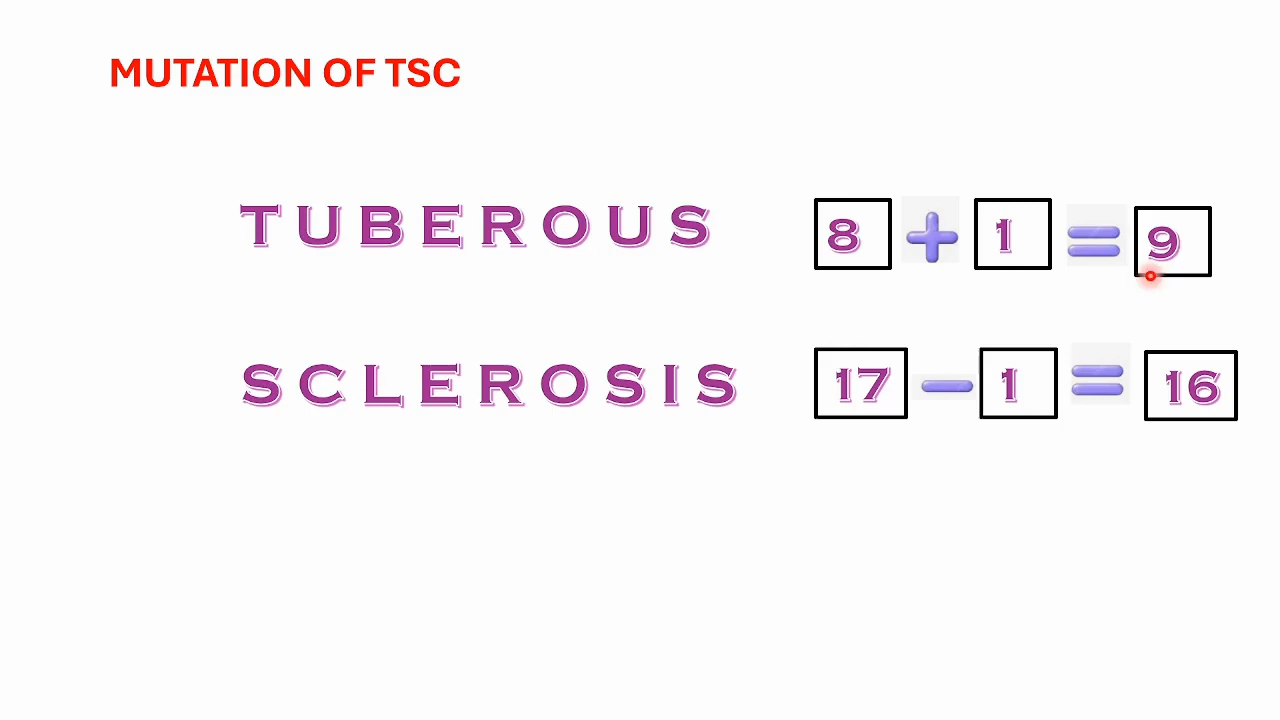 MUTATION OF TSC
TUBEROUS 8 + 1 = 9
SCLEROSIS 17 - 1 = 16